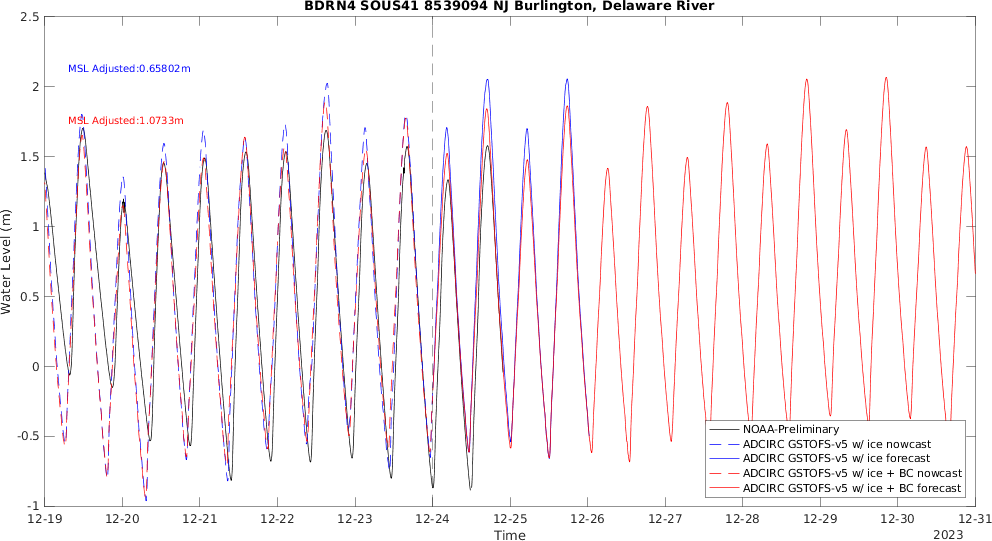 BDRN4 SOUS41 8539094 NJ Burlington, Delaware River
2.5
2
1.5
1
0.5
0
-0.5
-1
Water Level (m)
MSL Adjusted:0.65802m
MSL Adjusted:1.0733m
NOAA-Preliminary
ADCIRC GSTOFS-v5 w/ ice nowcast
ADCIRC GSTOFS-v5 w/ ice forecast
ADCIRC GSTOFS-v5 w/ ice + BC nowcast
ADCIRC GSTOFS-v5 w/ ice + BC forecast
12-19 12-20 12-21 12-22 12-23 12-24 12-25 12-26 12-27 12-28 12-29 12-30 12-31
Time
2023